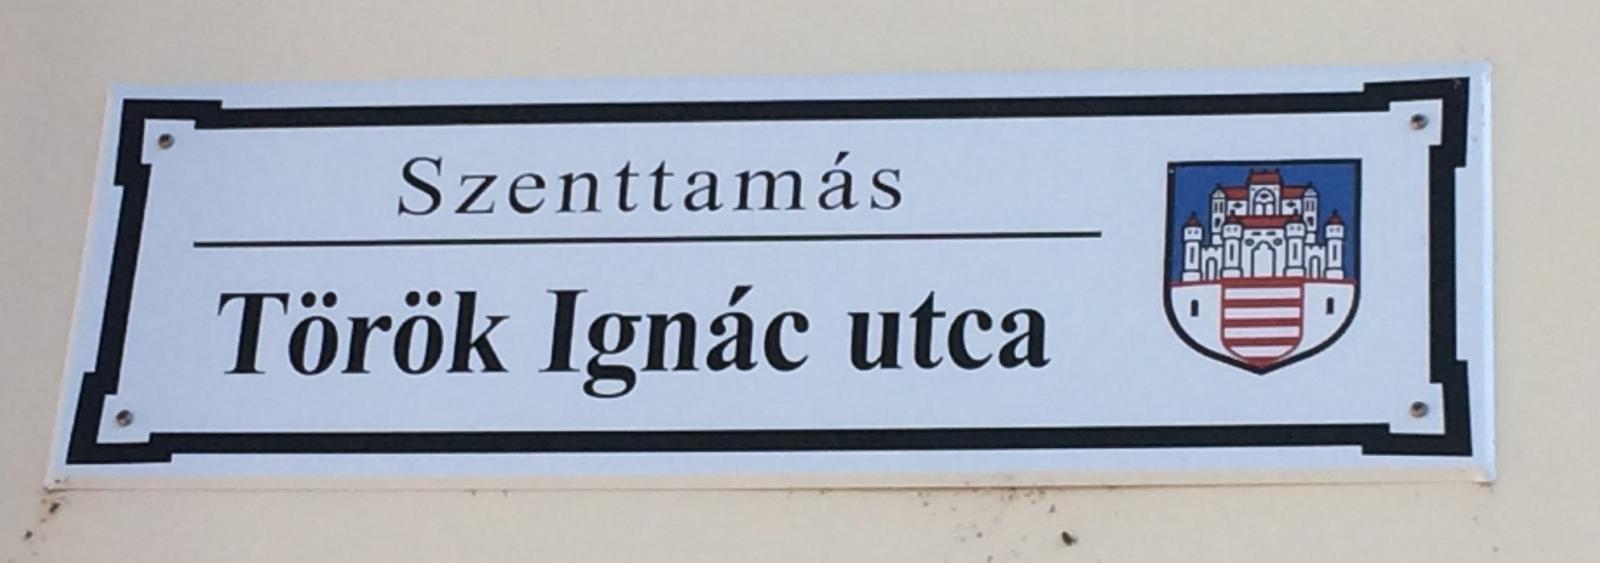 Szenttamás
Török Ignác utca